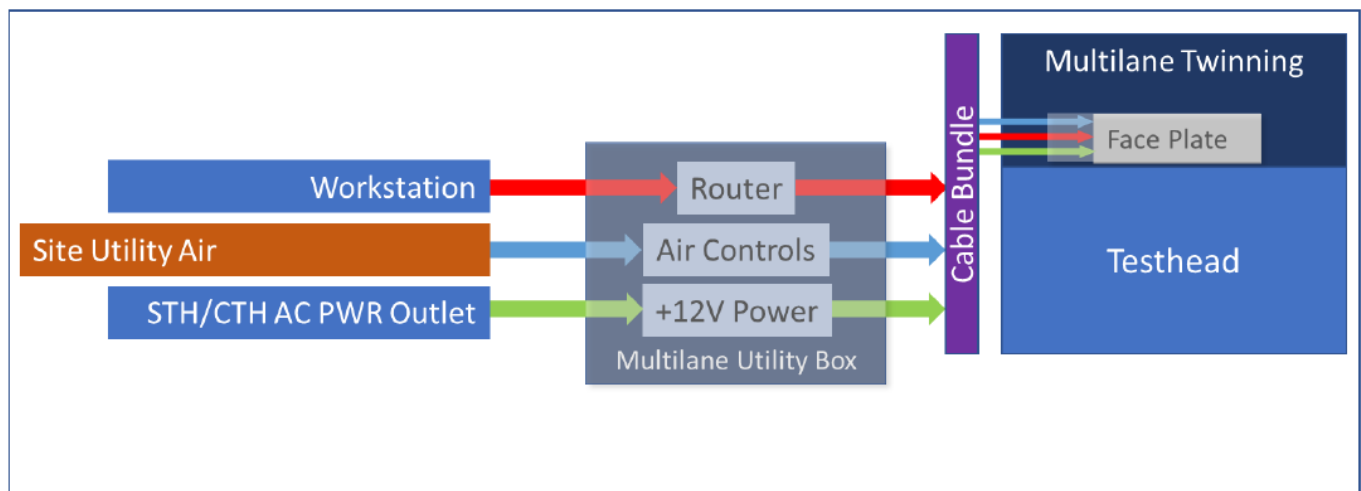 Multilane Twinning
Face Plate
Workstation
Router
Site Utility Air
Air Controls
STH/CTH AC PWR Outlet
+12V Power
Multilane Utility Box
Cable Bundle
Testhead